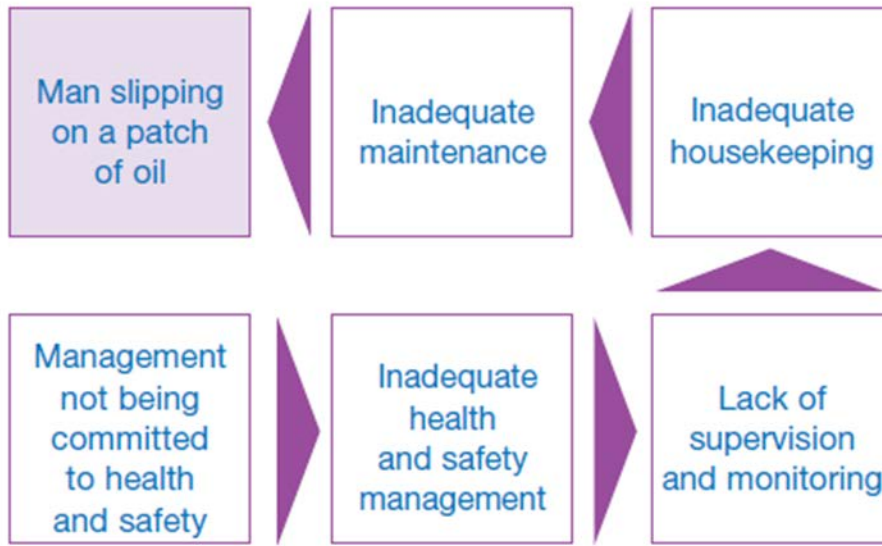 Man slipping
on a patch
of oil
Inadequate
maintenance
Inadequate
housekeeping
Management
not being
committed
to health
and safety
Inadequate
health
and safety
management
Lack of
supervision
and monitoring